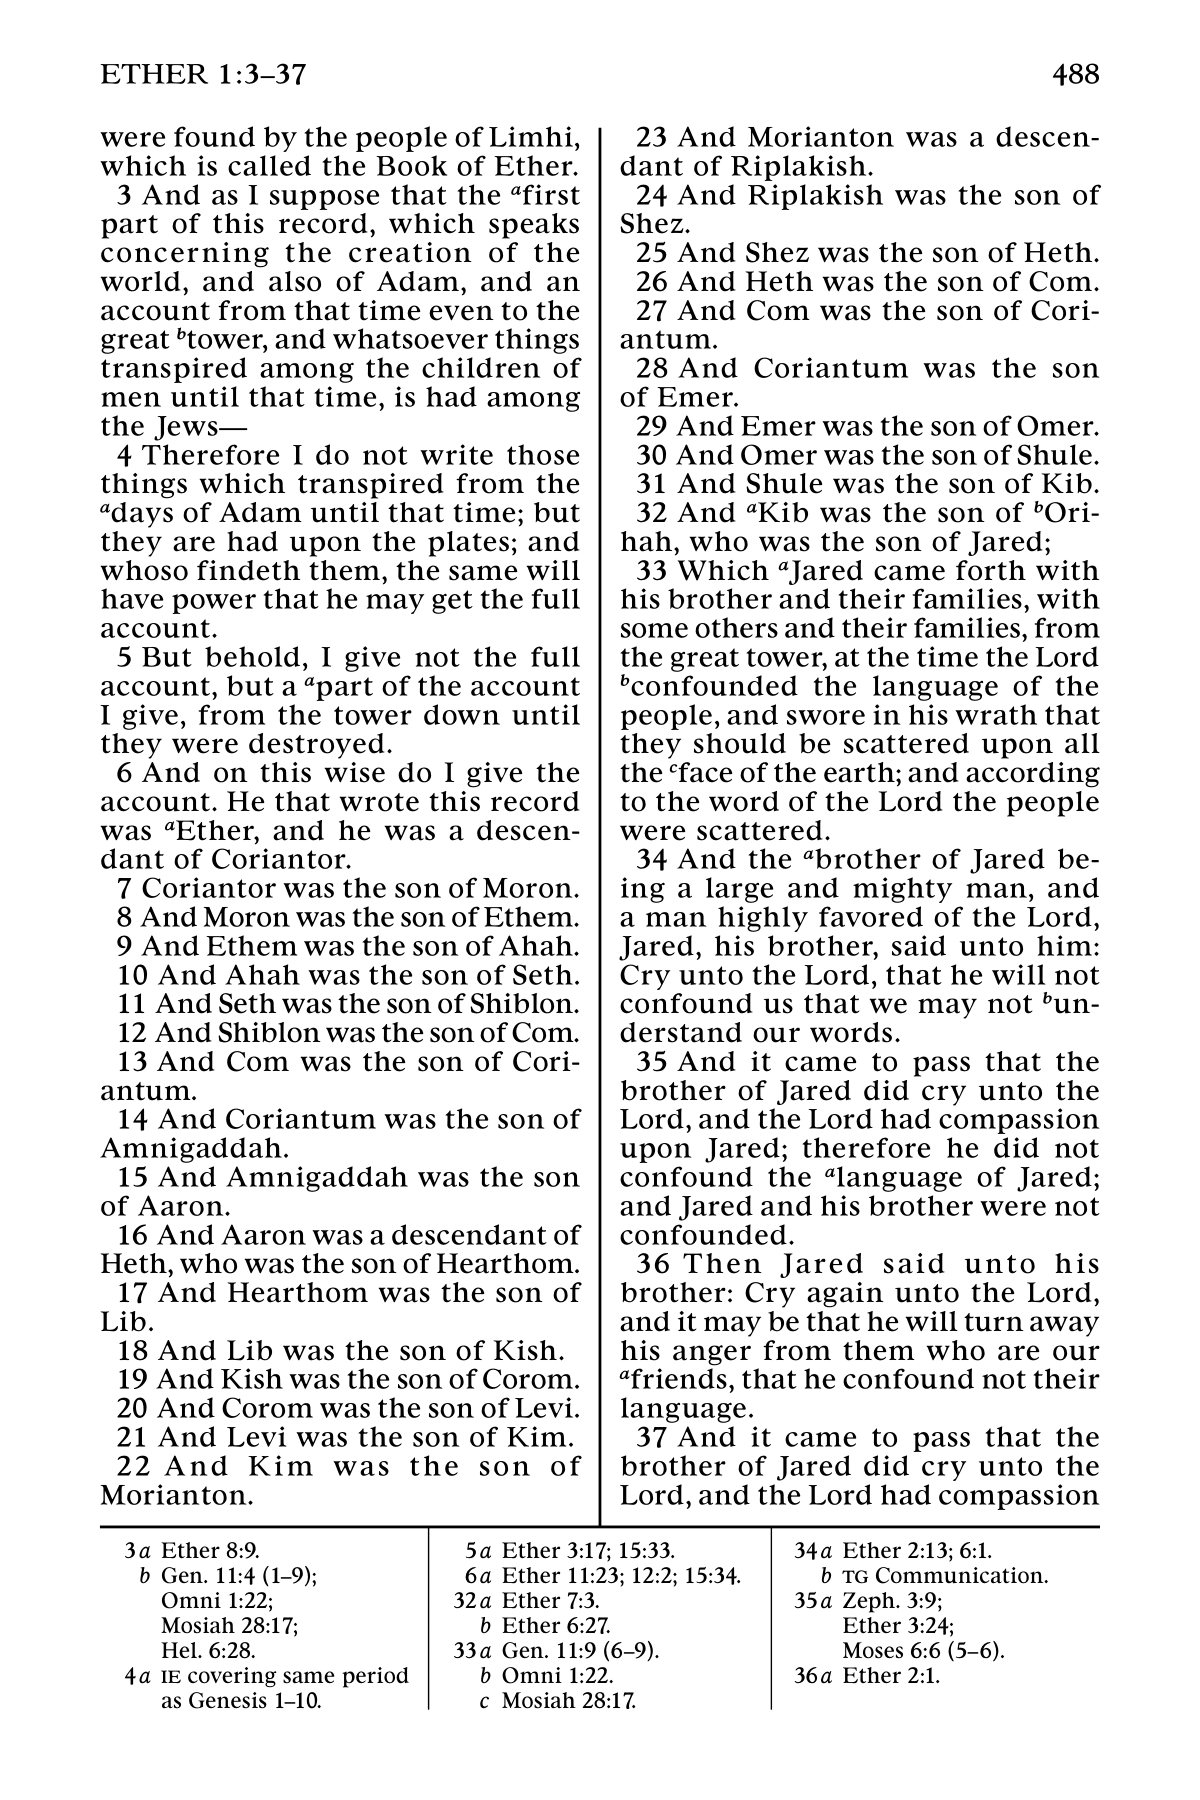 ETHER 1:3–37
488
were found by the people of Limhi,
which is called the Book of Ether.
3 And as I suppose that the afirst
part of this record, which speaks
concerning the creation of the
world, and also of Adam, and an
account from that time even to the
great btower, and whatsoever things
transpired among the children of
men until that time, is had among
the Jews—
4 Therefore I do not write those
things which transpired from the
adays of Adam until that time; but
they are had upon the plates; and
whoso findeth them, the same will
have power that he may get the full
account.
5 But behold, I give not the full
account, but a apart of the account
I give, from the tower down until
they were destroyed.
6 And on this wise do I give the
account. He that wrote this record
was aEther, and he was a descen-
dant of Coriantor.
7 Coriantor was the son of Moron.
8 And Moron was the son of Ethem.
9 And Ethem was the son of Ahah.
10 And Ahah was the son of Seth.
11 And Seth was the son of Shiblon.
12 And Shiblon was the son of Com.
13 And Com was the son of Cori-
antum.
14 And Coriantum was the son of
Amnigaddah.
15 And Amnigaddah was the son
of Aaron.
16 And Aaron was a descendant of
Heth, who was the son of Hearthom.
17 And Hearthom was the son of
Lib.
18 And Lib was the son of Kish.
19 And Kish was the son of Corom.
20 And Corom was the son of Levi.
21 And Levi was the son of Kim.
22 And Kim was the son of
Morianton.
23 And Morianton was a descen-
dant of Riplakish.
24 And Riplakish was the son of
Shez.
25 And Shez was the son of Heth.
26 And Heth was the son of Com.
27 And Com was the son of Cori-
antum.
28 And Coriantum was the son
of Emer.
29 And Emer was the son of Omer.
30 And Omer was the son of Shule.
31 And Shule was the son of Kib.
32 And aKib was the son of bOri-
hah, who was the son of Jared;
33 Which aJared came forth with
his brother and their families, with
some others and their families, from
the great tower, at the time the Lord
bconfounded the language of the
people, and swore in his wrath that
they should be scattered upon all
the cface of the earth; and according
to the word of the Lord the people
were scattered.
34 And the abrother of Jared be-
ing a large and mighty man, and
a man highly favored of the Lord,
Jared, his brother, said unto him:
Cry unto the Lord, that he will not
confound us that we may not bun-
derstand our words.
35 And it came to pass that the
brother of Jared did cry unto the
Lord, and the Lord had compassion
upon Jared; therefore he did not
confound the alanguage of Jared;
and Jared and his brother were not
confounded.
36 Then Jared said unto his
brother: Cry again unto the Lord,
and it may be that he will turn away
his anger from them who are our
afriends, that he confound not their
language.
37 And it came to pass that the
brother of Jared did cry unto the
Lord, and the Lord had compassion
3a Ether 8:9.
b Gen. 11:4 (1–9);
Omni 1:22;
Mosiah 28:17;
Hel. 6:28.
4a IE covering same period
as Genesis 1–10.
5a Ether 3:17; 15:33.
6a Ether 11:23; 12:2; 15:34.
32a Ether 7:3.
b Ether 6:27.
33a Gen. 11:9 (6–9).
b Omni 1:22.
c Mosiah 28:17.
34a Ether 2:13; 6:1.
b TG Communication.
35a Zeph. 3:9;
Ether 3:24;
Moses 6:6 (5–6).
36a Ether 2:1.